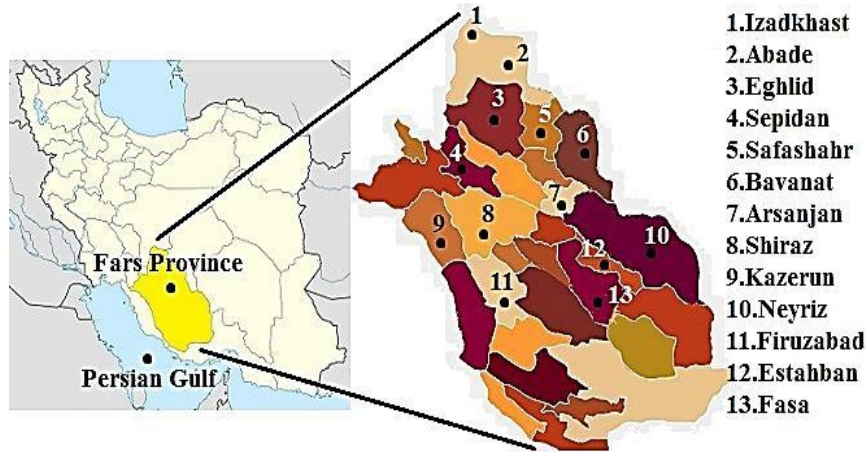 Fars Province
Persian Gulf
1
2
3
5
6
4
7
8
9
10
12
11
13
1.Izadkhast
2.Abade
3.Eghlid
4.Sepidan
5.Safashahr
6.Bavanat
7.Arsanjan
8.Shiraz
9.Kazerun
10.Neyriz
11.Firuzabad
12.Estahban
13.Fasa